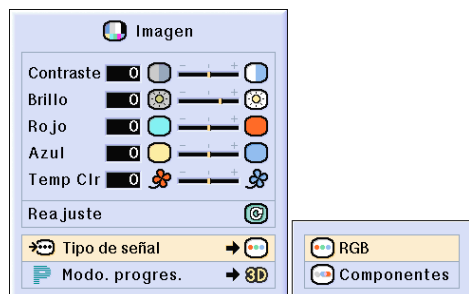 Imagen
Contraste 0
Brillo 0
Rojo 0
Azul 0
Temp Clr 0
Reajuste
Tipo de señal
Modo. progres. 3D
RGB
Componentes